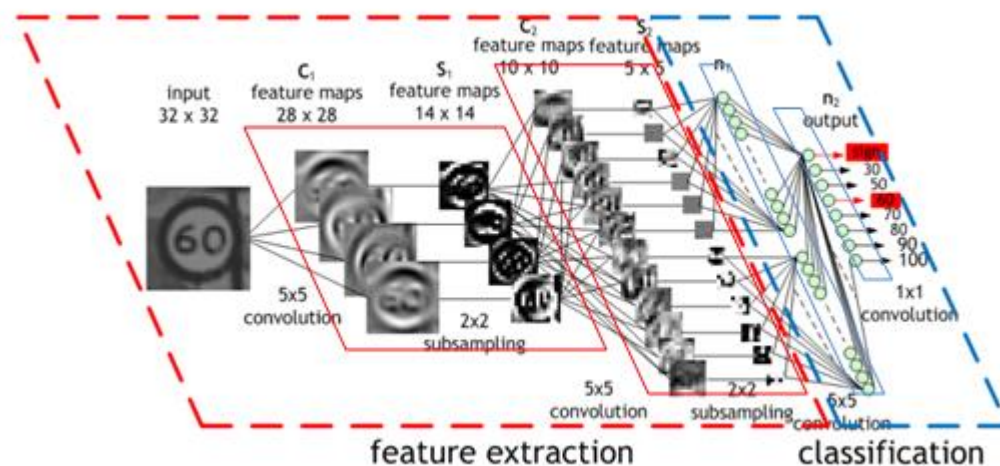 input
32 x 32
C₁
feature maps
28 x 28
S₁
feature maps
14 x 14
C₂
feature maps
10 x 10
S₂
feature maps
5 x 5
n₁
n₂
output
60
30
50
60
70
80
90
100
5x5
convolution
2x2
subsampling
5x5
convolution
2x2
subsampling
convolution
1x1
convolution
feature extraction
classification